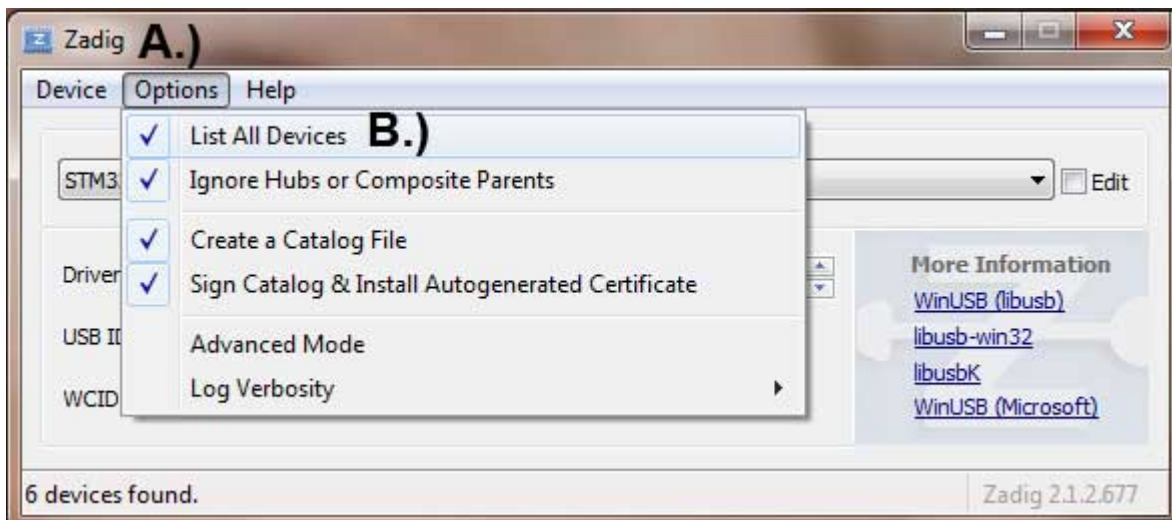 Zadig A.)
Device Options Help
List All Devices B.)
Ignore Hubs or Composite Parents
Edit
Create a Catalog File
Sign Catalog & Install Autogenerated Certificate
Driver
USB
WCID
Advanced Mode
Log Verbosity
More Information
WinUSB (libusb)
libusb-win32
libusbK
WinUSB (Microsoft)
6 devices found.
Zadig 2.1.2.677